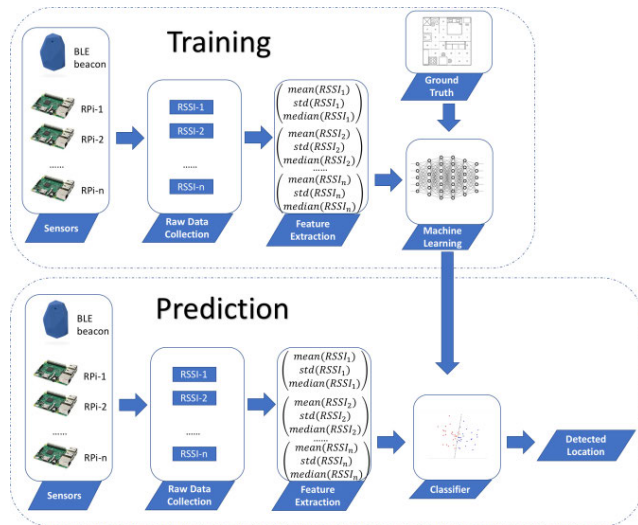 Training
BLE
beacon
RPi-1
RPi-2
......
RPi-n
Sensors
RSSI-1
RSSI-2
......
RSSI-n
Raw Data
Collection
mean(RSSI₁)
std(RSSI₁)
median(RSSI₁)
mean(RSSI₂)
std(RSSI₂)
median(RSSI₂)
......
mean(RSSIₙ)
std(RSSIₙ)
median(RSSIₙ)
Feature
Extraction
Ground
Truth
Machine
Learning
Prediction
BLE
beacon
RPi-1
RPi-2
......
RPi-n
Sensors
RSSI-1
RSSI-2
......
RSSI-n
Raw Data
Collection
mean(RSSI₁)
std(RSSI₁)
median(RSSI₁)
mean(RSSI₂)
std(RSSI₂)
median(RSSI₂)
......
mean(RSSIₙ)
std(RSSIₙ)
median(RSSIₙ)
Feature
Extraction
Classifier
Detected
Location